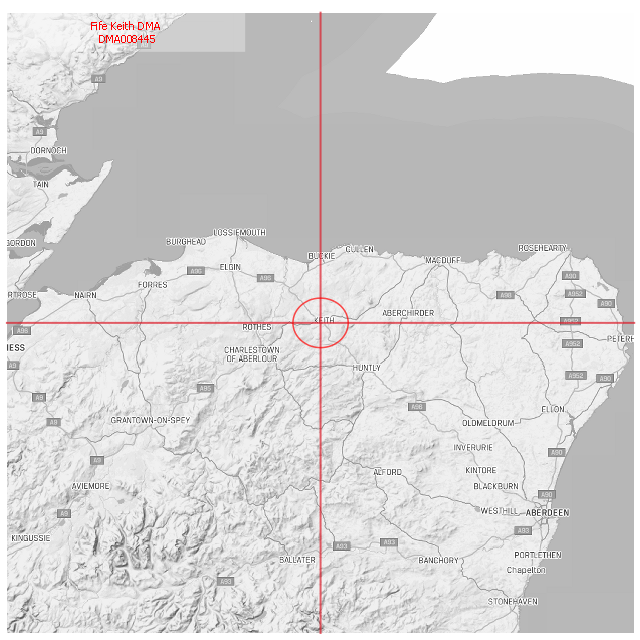 Fife Keith DMA
DMA008445
A9
A9
A9
DORNOCH
TAIN
LOSSIEMOUTH
BURGHEAD
GORDON
CULLEN
ROSEHEARTY
BUCKIE
MACDUFF
ELGIN
A96
A98
A90
FORRES
NAIRN
RTROSE
A98
A952
A90
ABERCHIRDER
KEITH
ROTHES
A96
A952
PETERH
NESS
A952
CHARLESTOWN
OF ABERLOUR
A9
HUNTLY
A952
A90
A95
A9
A96
ELLON
A9
GRANTOWN-ON-SPEY
OLDMELDRUM
INVERURIE
A90
A9
ALFORD
KINTORE
AVIEMORE
BLACKBURN
A90
A9
WESTHILL
ABERDEEN
A93
KINGUSSIE
A93
A93
PORTLETHEN
BALLATER
BANCHORY
Chapelton
A93
STONEHAVEN